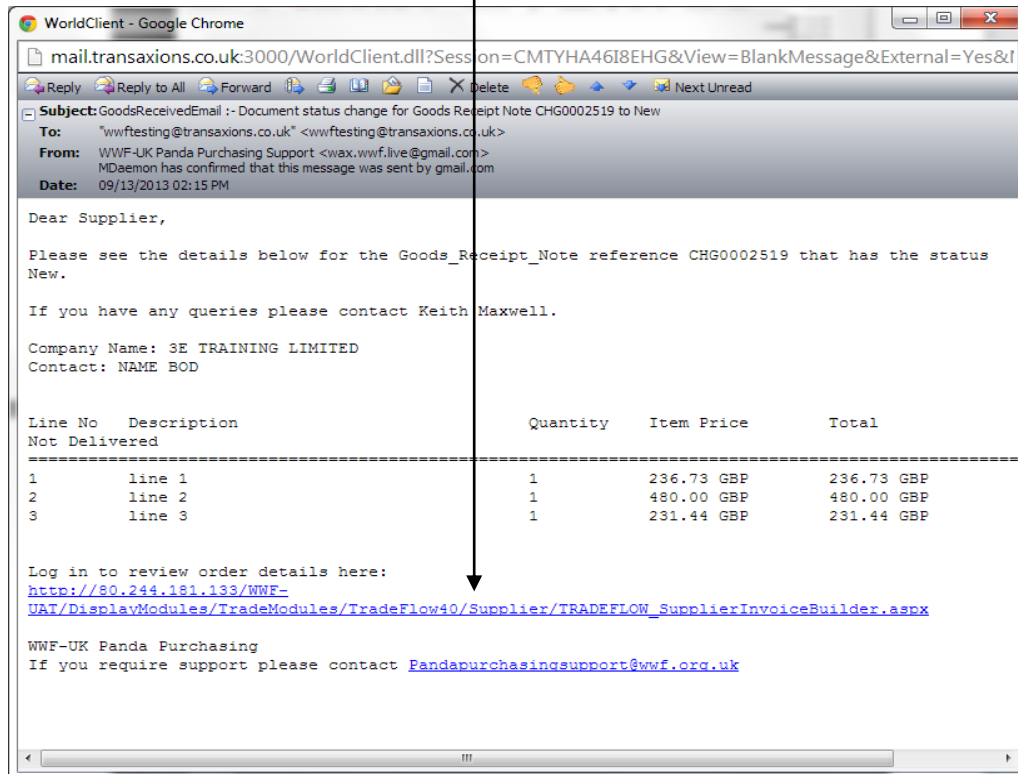 WorldClient - Google Chrome
mail.transaxions.co.uk:3000/WorldClient.dll?Session=CMTYHA46I8EHG&View=BlankMessage&External=Yes&
Reply Reply to All Forward Delete Next Unread
Subject: GoodsReceivedEmail :- Document status change for Goods Receipt Note CHG0002519 to New
To: "wwftesting@transaxions.co.uk" <wwftesting@transaxions.co.uk>
From: WWF-UK Panda Purchasing Support <wax.wwf.live@gmail.com>
MDaemon has confirmed that this message was sent by gmail.com
Date: 09/13/2013 02:15 PM
Dear Supplier,
Please see the details below for the Goods_Receipt_Note reference CHG0002519 that has the status
New.
If you have any queries please contact Keith Maxwell.
Company Name: 3E TRAINING LIMITED
Contact: NAME BOD
Line No Description Quantity Item Price Total
Not Delivered
================================================================================
1 line 1 1 236.73 GBP 236.73 GBP
2 line 2 1 480.00 GBP 480.00 GBP
3 line 3 1 231.44 GBP 231.44 GBP
Log in to review order details here:
http://80.244.181.133/WWF-
UAT/DisplayModules/TradeModules/TradeFlow40/Supplier/TRADEFLOW_SupplierInvoiceBuilder.aspx
WWF-UK Panda Purchasing
If you require support please contact Pandapurchasingsupport@wwf.org.uk